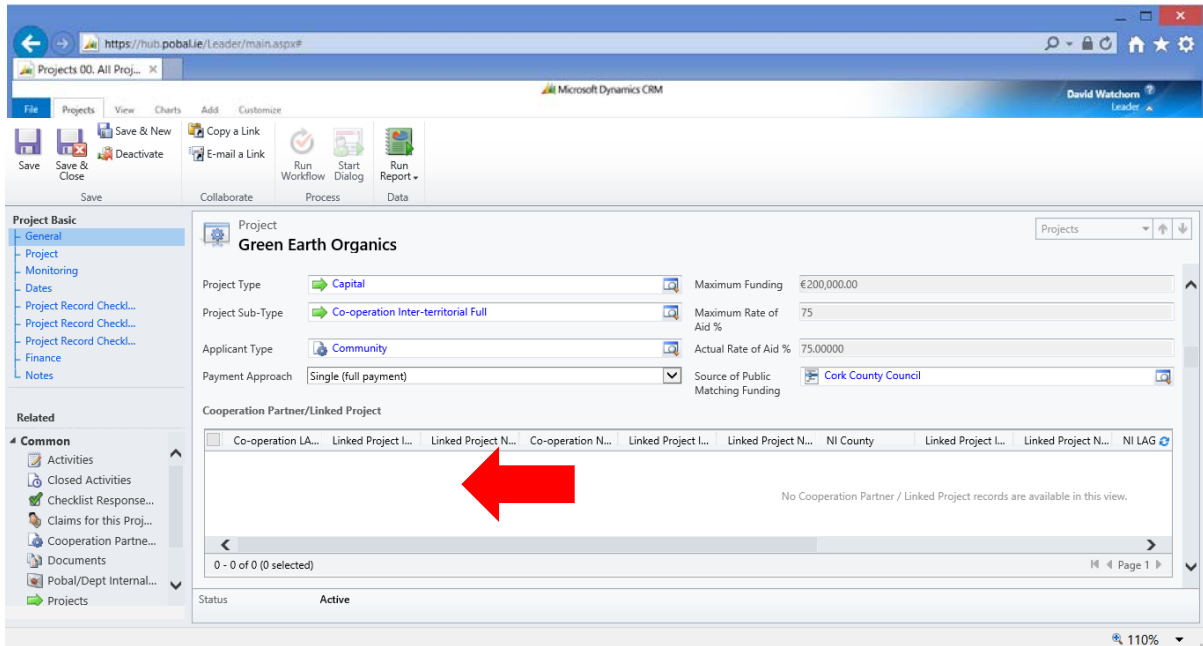 https://hub.pobal.ie/Leader/main.aspx#
Projects 00. All Proj...
Microsoft Dynamics CRM
David Watchorn
Leader
File Projects View Charts Add Customize
Save
Save & Close
Save & New
Deactivate
Copy a Link
E-mail a Link
Run Workflow
Start Dialog
Run Report
Save Collaborate Process Data
Project Basic
General
Project
Monitoring
Dates
Project Record Checkl...
Project Record Checkl...
Project Record Checkl...
Finance
Notes
Related
Common
Activities
Closed Activities
Checklist Response...
Claims for this Proj...
Cooperation Partne...
Documents
Pobal/Dept Internal...
Projects
Project
Green Earth Organics
Projects
Project Type Capital Maximum Funding €200,000.00
Project Sub-Type Co-operation Inter-territorial Full Maximum Rate of Aid % 75
Applicant Type Community Actual Rate of Aid % 75.00000
Payment Approach Single (full payment) Source of Public Matching Funding Cork County Council
Cooperation Partner/Linked Project
Co-operation LA... Linked Project I... Linked Project N... Co-operation N... Linked Project I... Linked Project N... NI County Linked Project I... Linked Project N... NI LAG
No Cooperation Partner / Linked Project records are available in this view.
0 - 0 of 0 (0 selected) Page 1
Status Active
110%